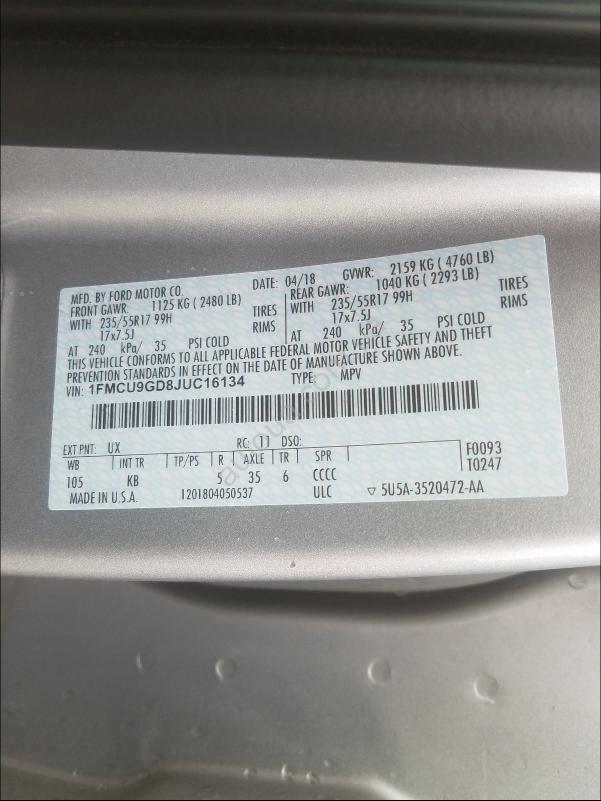 MFD. BY FORD MOTOR CO. DATE: 04/18 GVWR: 2159 KG ( 4760 LB)
FRONT GAWR: 1125 KG ( 2480 LB) REAR GAWR: 1040 KG ( 2293 LB)
WITH 235/55R17 99H TIRES WITH 235/55R17 99H TIRES
17x7.5J RIMS 17x7.5J RIMS
AT 240 kPa/ 35 PSI COLD AT 240 kPa/ 35 PSI COLD
THIS VEHICLE CONFORMS TO ALL APPLICABLE FEDERAL MOTOR VEHICLE SAFETY AND THEFT
PREVENTION STANDARDS IN EFFECT ON THE DATE OF MANUFACTURE SHOWN ABOVE.
VIN: 1FMCU9GD8JUC16134 TYPE: MPV
EXT PNT: UX RC: 11 DSO: F0093
WB INT TR TP/PS R AXLE TR SPR T0247
105 KB 5 35 6 CCCC
MADE IN U.S.A. 1201804050537 ULC ▽ 5U5A-3520472-AA